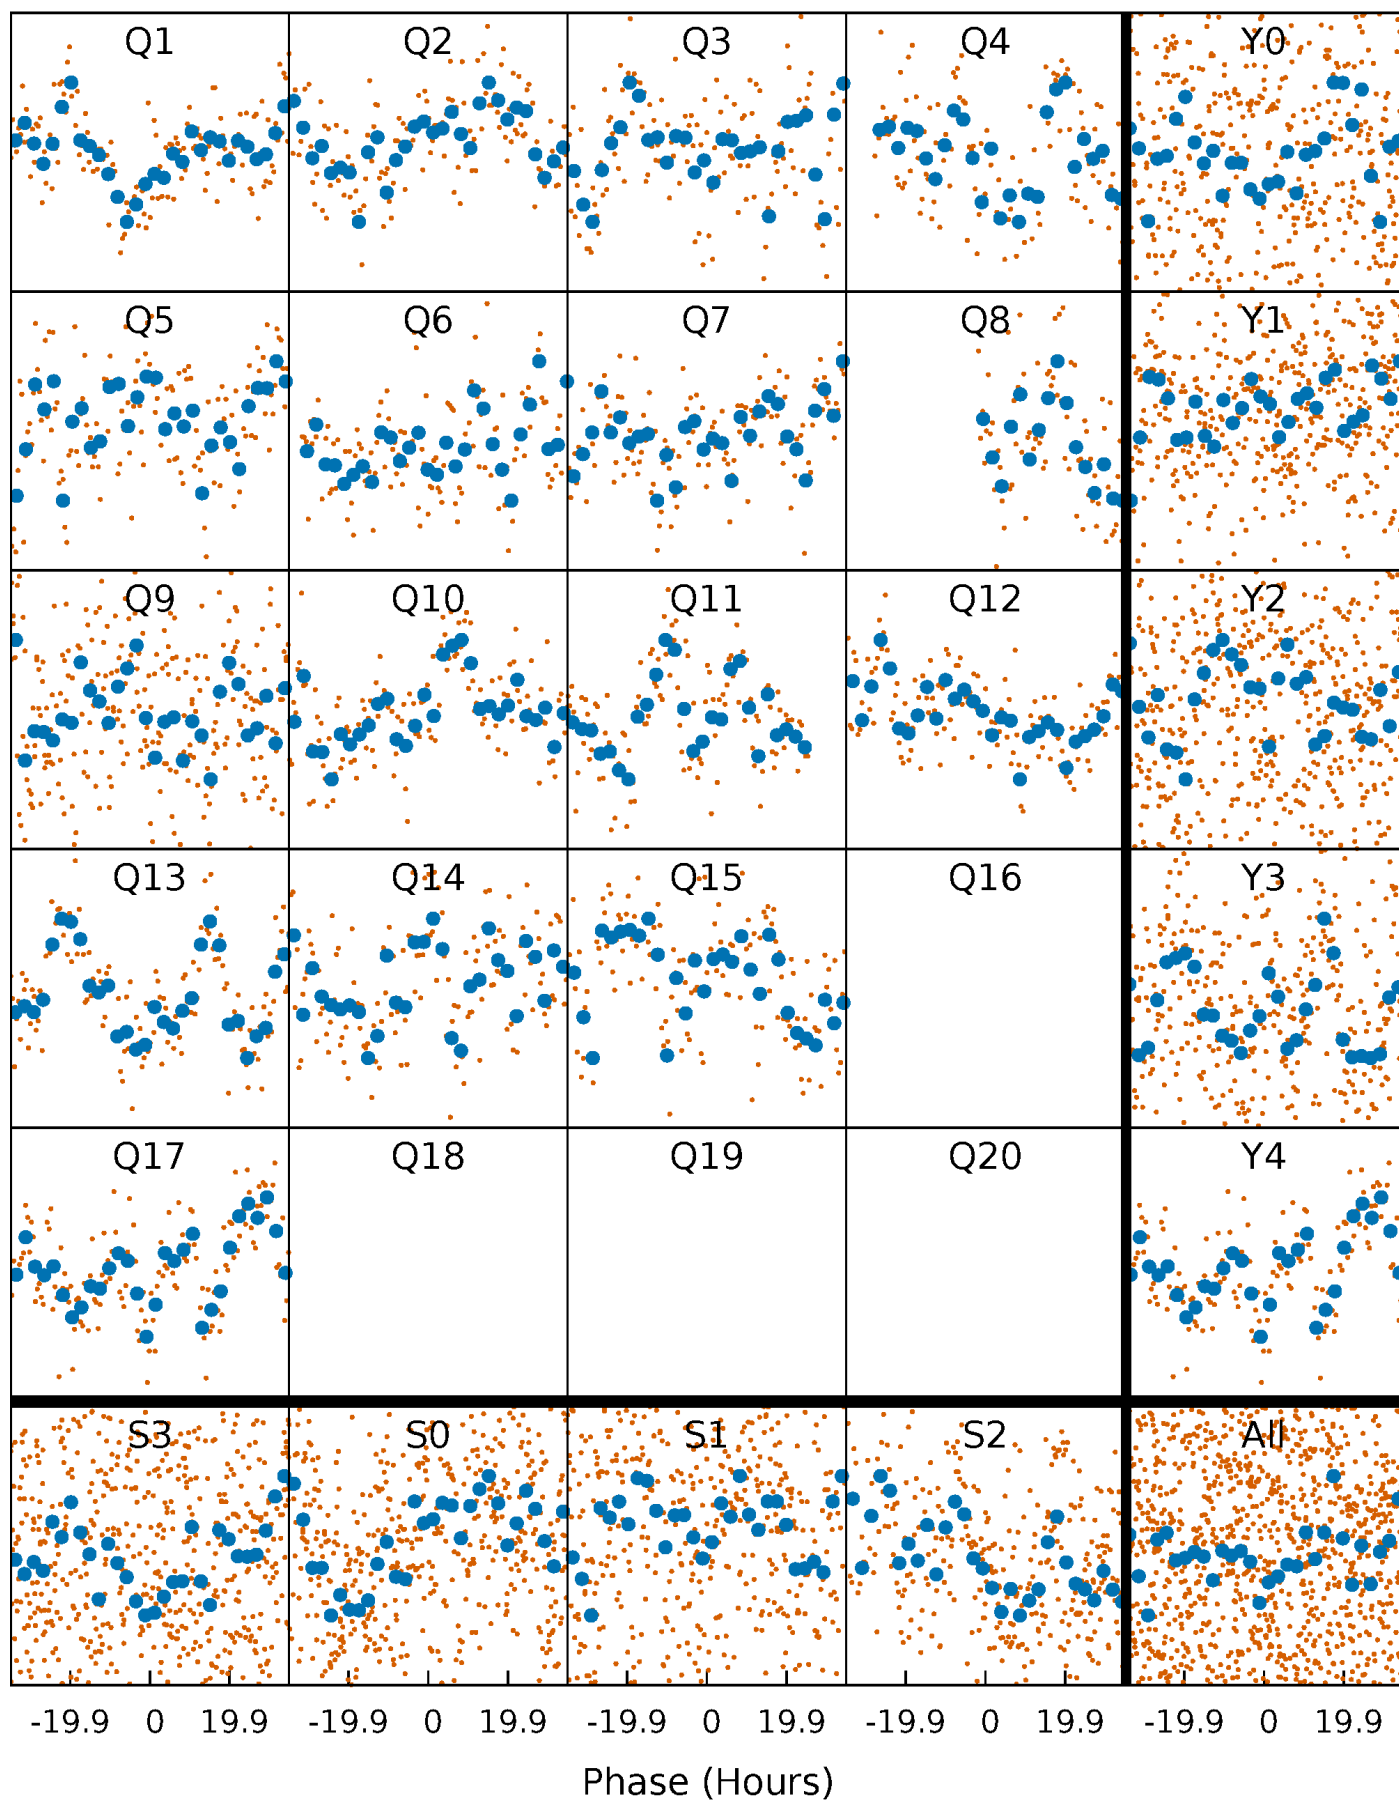 Q1 Q2 Q3 Q4 Y0
Q5 Q6 Q7 Q8 Y1
Q9 Q10 Q11 Q12 Y2
Q13 Q14 Q15 Q16 Y3
Q17 Q18 Q19 Q20 Y4
S3 S0 S1 S2 All
-19.9 0 19.9 -19.9 0 19.9 -19.9 0 19.9 -19.9 0 19.9 -19.9 0 19.9
Phase (Hours)